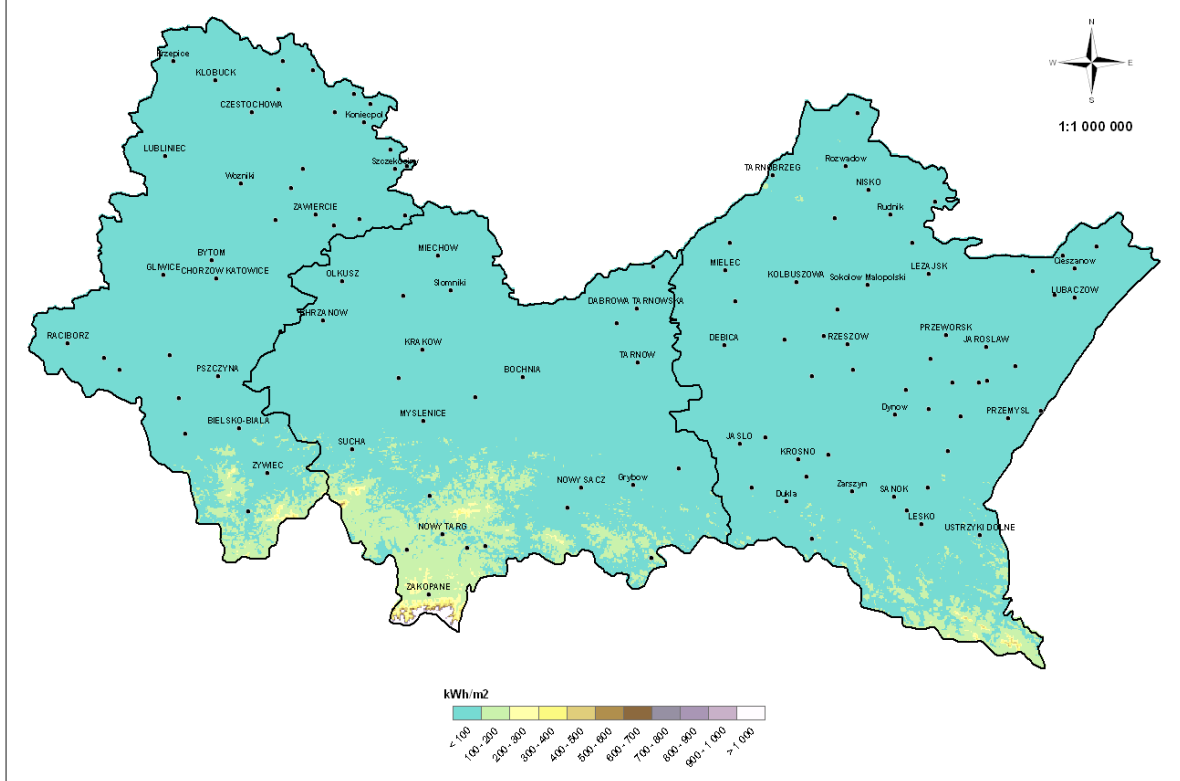 N
W E
S
1:1 000 000
Krzepice
KLOBUCK
CZESTOCHOWA
Koniecpol
LUBLINIEC
Szczekociny
Wozniki
ZAWIERCIE
BYTOM
GLIWICE
CHORZOW KATOWICE
RACIBORZ
PSZCZYNA
BIELSKO-BIALA
ZYWIEC
MIECHOW
OLKUSZ
Slomniki
CHRZANOW
DABROWA TARNOWSKA
KRAKOW
TARNOW
BOCHNIA
MYSLENICE
SUCHA
NOWY SACZ
Grybow
NOWY TARG
ZAKOPANE
TARNOBRZEG
Rozwadow
NISKO
Rudnik
MIELEC
KOLBUSZOWA
Sokolow Malopolski
LEZAJSK
Cieszanow
LUBACZOW
DEBICA
RZESZOW
PRZEWORSK
JAROSLAW
Dynow
PRZEMYSL
JASLO
KROSNO
Dukla
Zarszyn
SANOK
LESKO
USTRZYKI DOLNE
kWh/m2
< 100
100 - 200
200 - 300
300 - 400
400 - 500
500 - 600
600 - 700
700 - 800
800 - 900
900 - 1 000
> 1 000